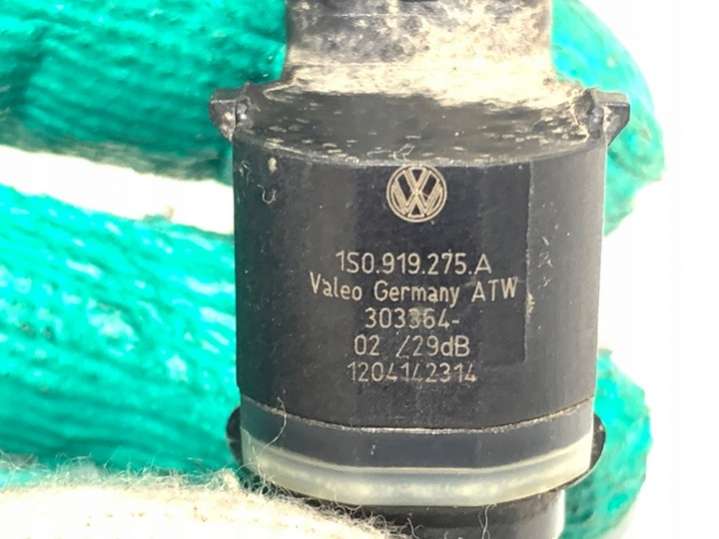 1S0.919.275.A
Valeo Germany ATW
303364-
02 /29dB
1204142314